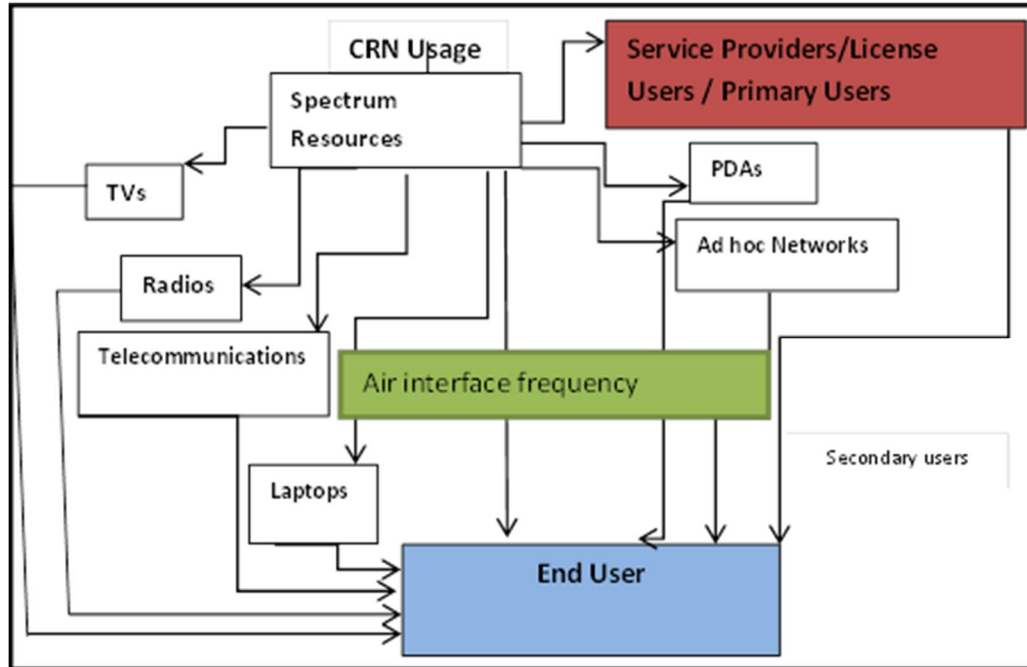 CRN Usage
Service Providers/License
Users / Primary Users
Spectrum
Resources
PDAs
TVs
Ad hoc Networks
Radios
Telecommunications
Air interface frequency
Secondary users
Laptops
End User